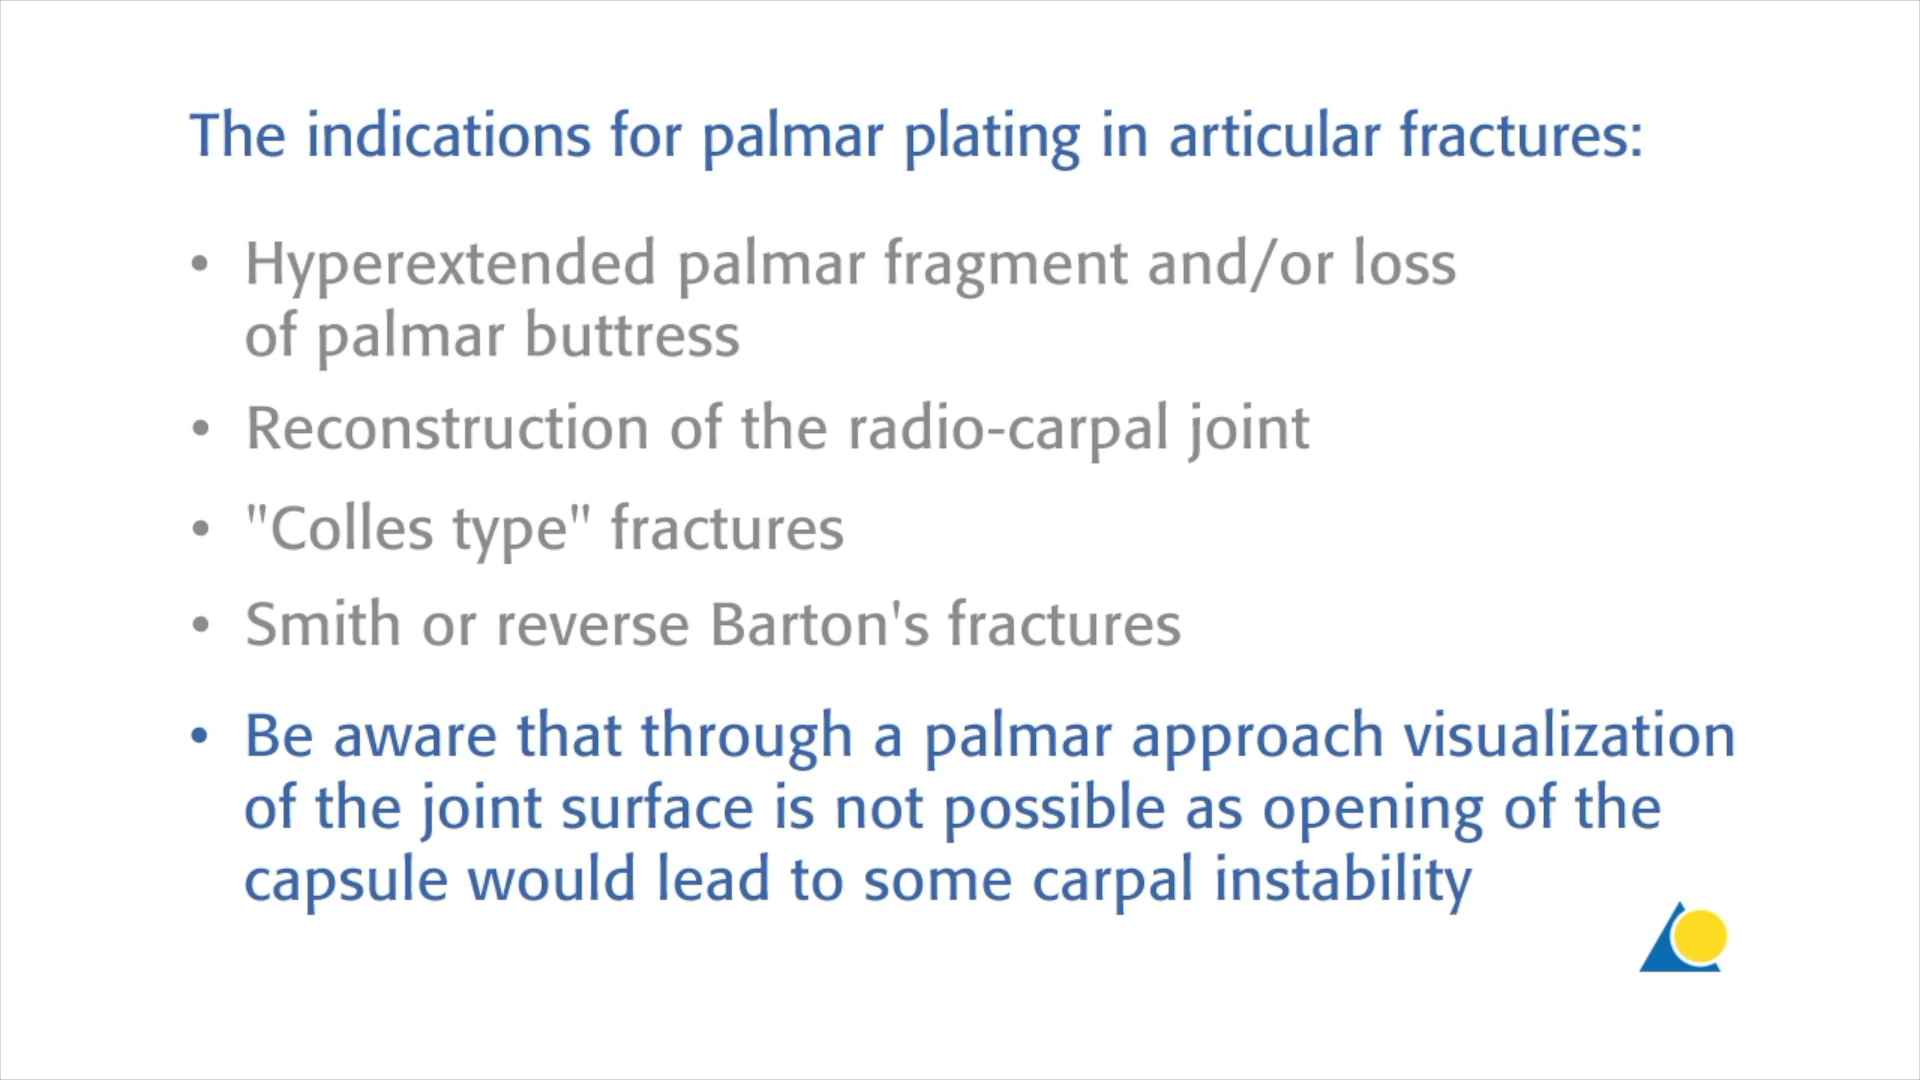 The indications for palmar plating in articular fractures:
• Hyperextended palmar fragment and/or loss
of palmar buttress
• Reconstruction of the radio-carpal joint
• "Colles type" fractures
• Smith or reverse Barton's fractures
• Be aware that through a palmar approach visualization
of the joint surface is not possible as opening of the
capsule would lead to some carpal instability